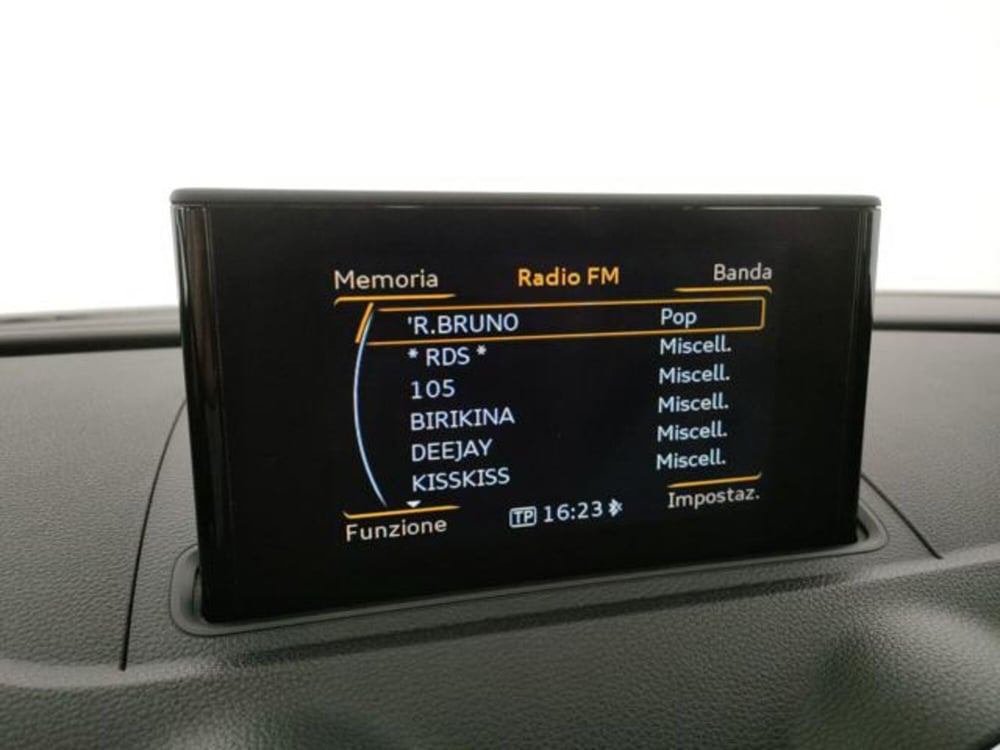 Memoria Radio FM Banda
'R.BRUNO Pop
* RDS * Miscell.
105 Miscell.
BIRIKINA Miscell.
DEEJAY Miscell.
KISSKISS Miscell.
Funzione TP 16:23 Impostaz.